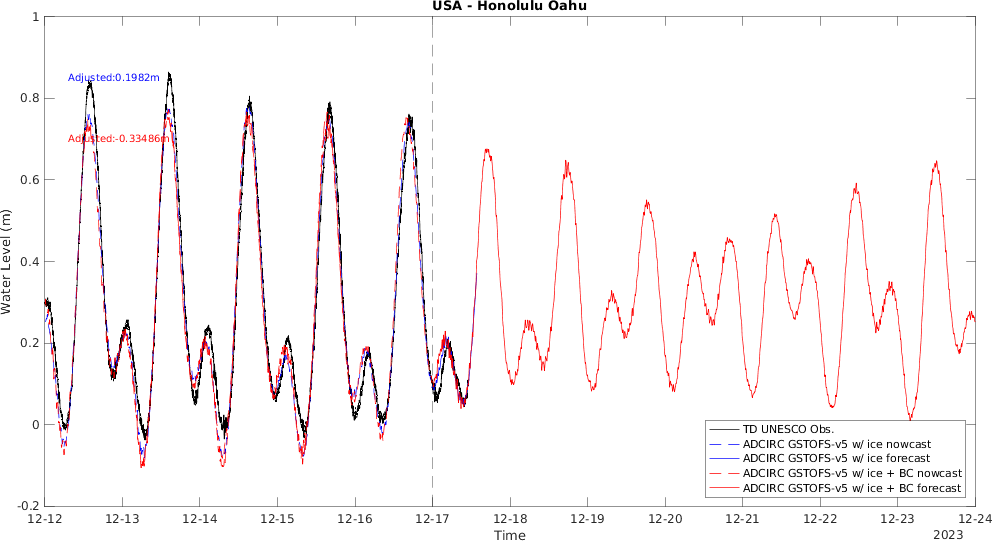 USA - Honolulu Oahu
1
0.8
0.6
0.4
0.2
0
-0.2
Water Level (m)
Adjusted:0.1982m
Adjusted:-0.33486m
TD UNESCO Obs.
ADCIRC GSTOFS-v5 w/ ice nowcast
ADCIRC GSTOFS-v5 w/ ice forecast
ADCIRC GSTOFS-v5 w/ ice + BC nowcast
ADCIRC GSTOFS-v5 w/ ice + BC forecast
12-12 12-13 12-14 12-15 12-16 12-17 12-18 12-19 12-20 12-21 12-22 12-23 12-24
Time
2023